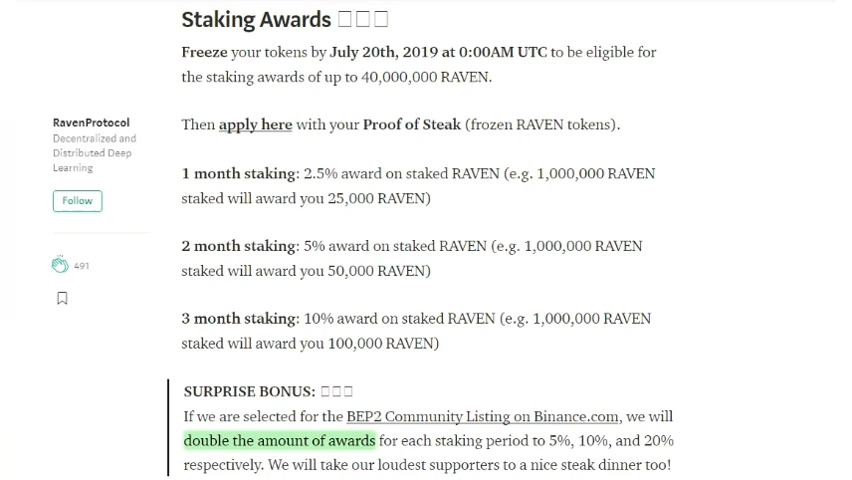 Staking Awards
Freeze your tokens by July 20th, 2019 at 0:00AM UTC to be eligible for
the staking awards of up to 40,000,000 RAVEN.
Then apply here with your Proof of Steak (frozen RAVEN tokens).
RavenProtocol
Decentralized and
Distributed Deep
Learning
Follow
491
1 month staking: 2.5% award on staked RAVEN (e.g. 1,000,000 RAVEN
staked will award you 25,000 RAVEN)
2 month staking: 5% award on staked RAVEN (e.g. 1,000,000 RAVEN
staked will award you 50,000 RAVEN)
3 month staking: 10% award on staked RAVEN (e.g. 1,000,000 RAVEN
staked will award you 100,000 RAVEN)
SURPRISE BONUS:
If we are selected for the BEP2 Community Listing on Binance.com, we will
double the amount of awards for each staking period to 5%, 10%, and 20%
respectively. We will take our loudest supporters to a nice steak dinner too!